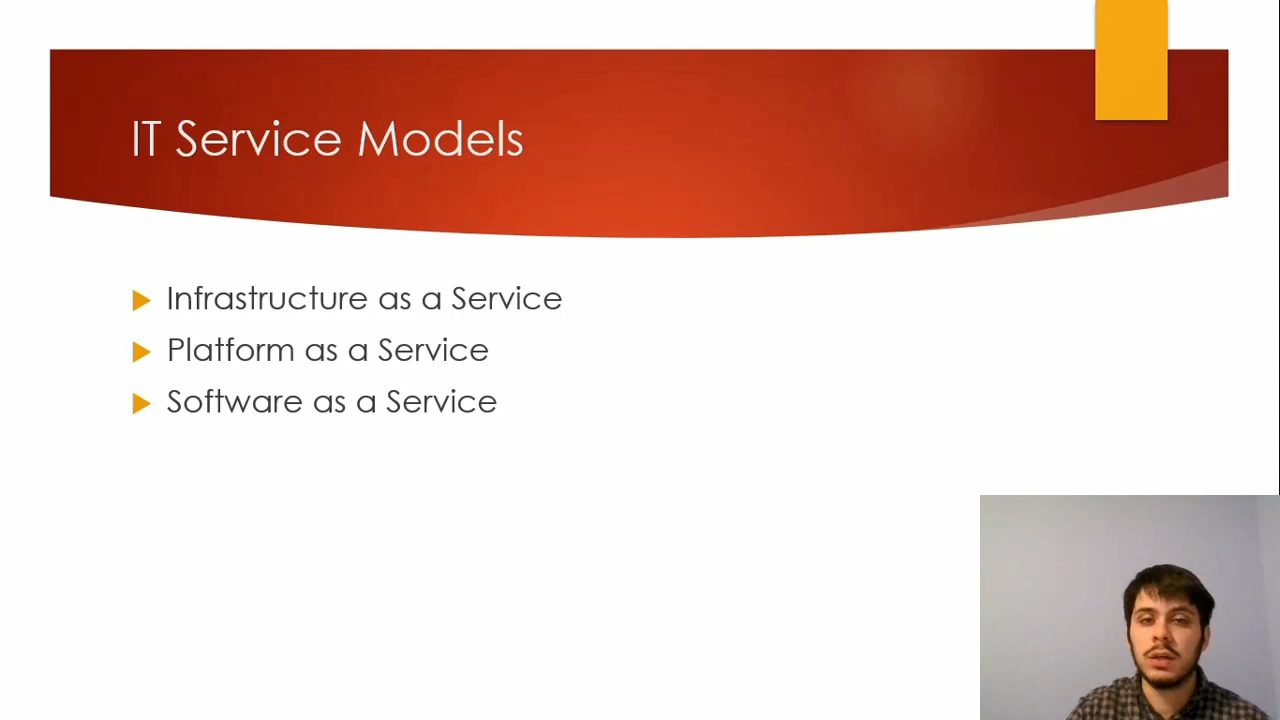 IT Service Models
Infrastructure as a Service
Platform as a Service
Software as a Service